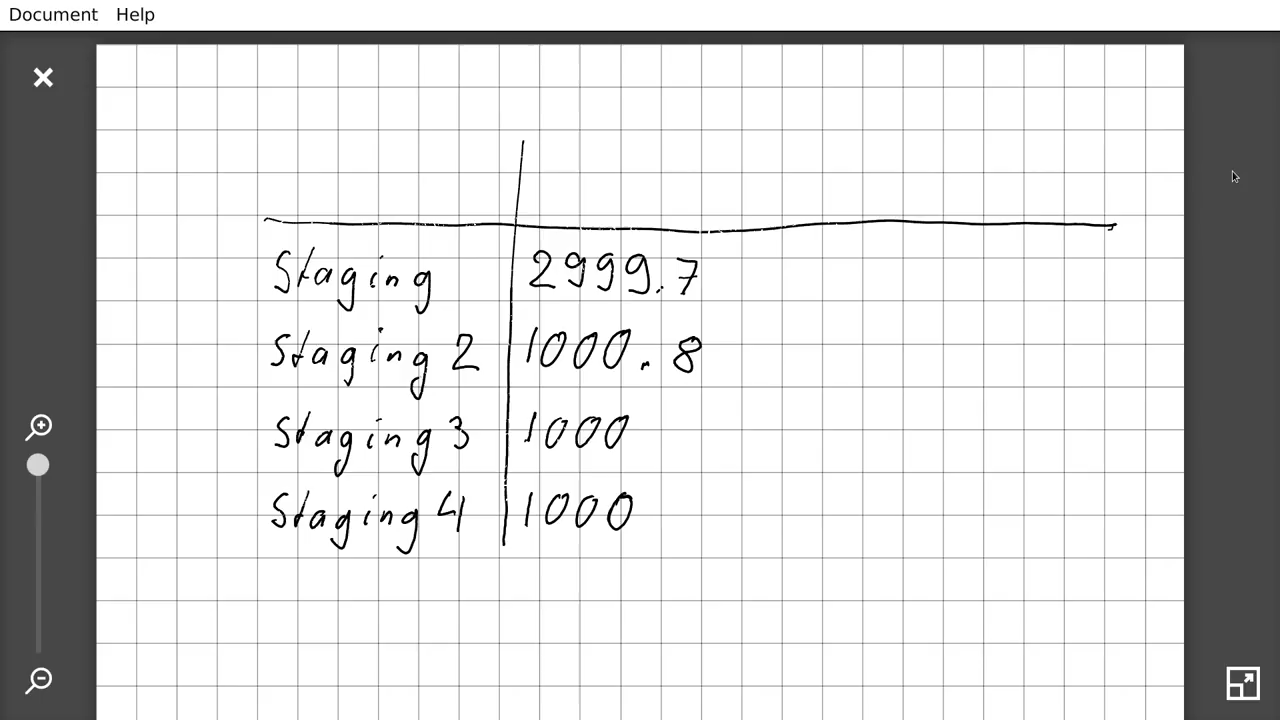 Document Help
Staging 2999.7
Staging 2 1000.8
Staging 3 1000
Staging 4 1000